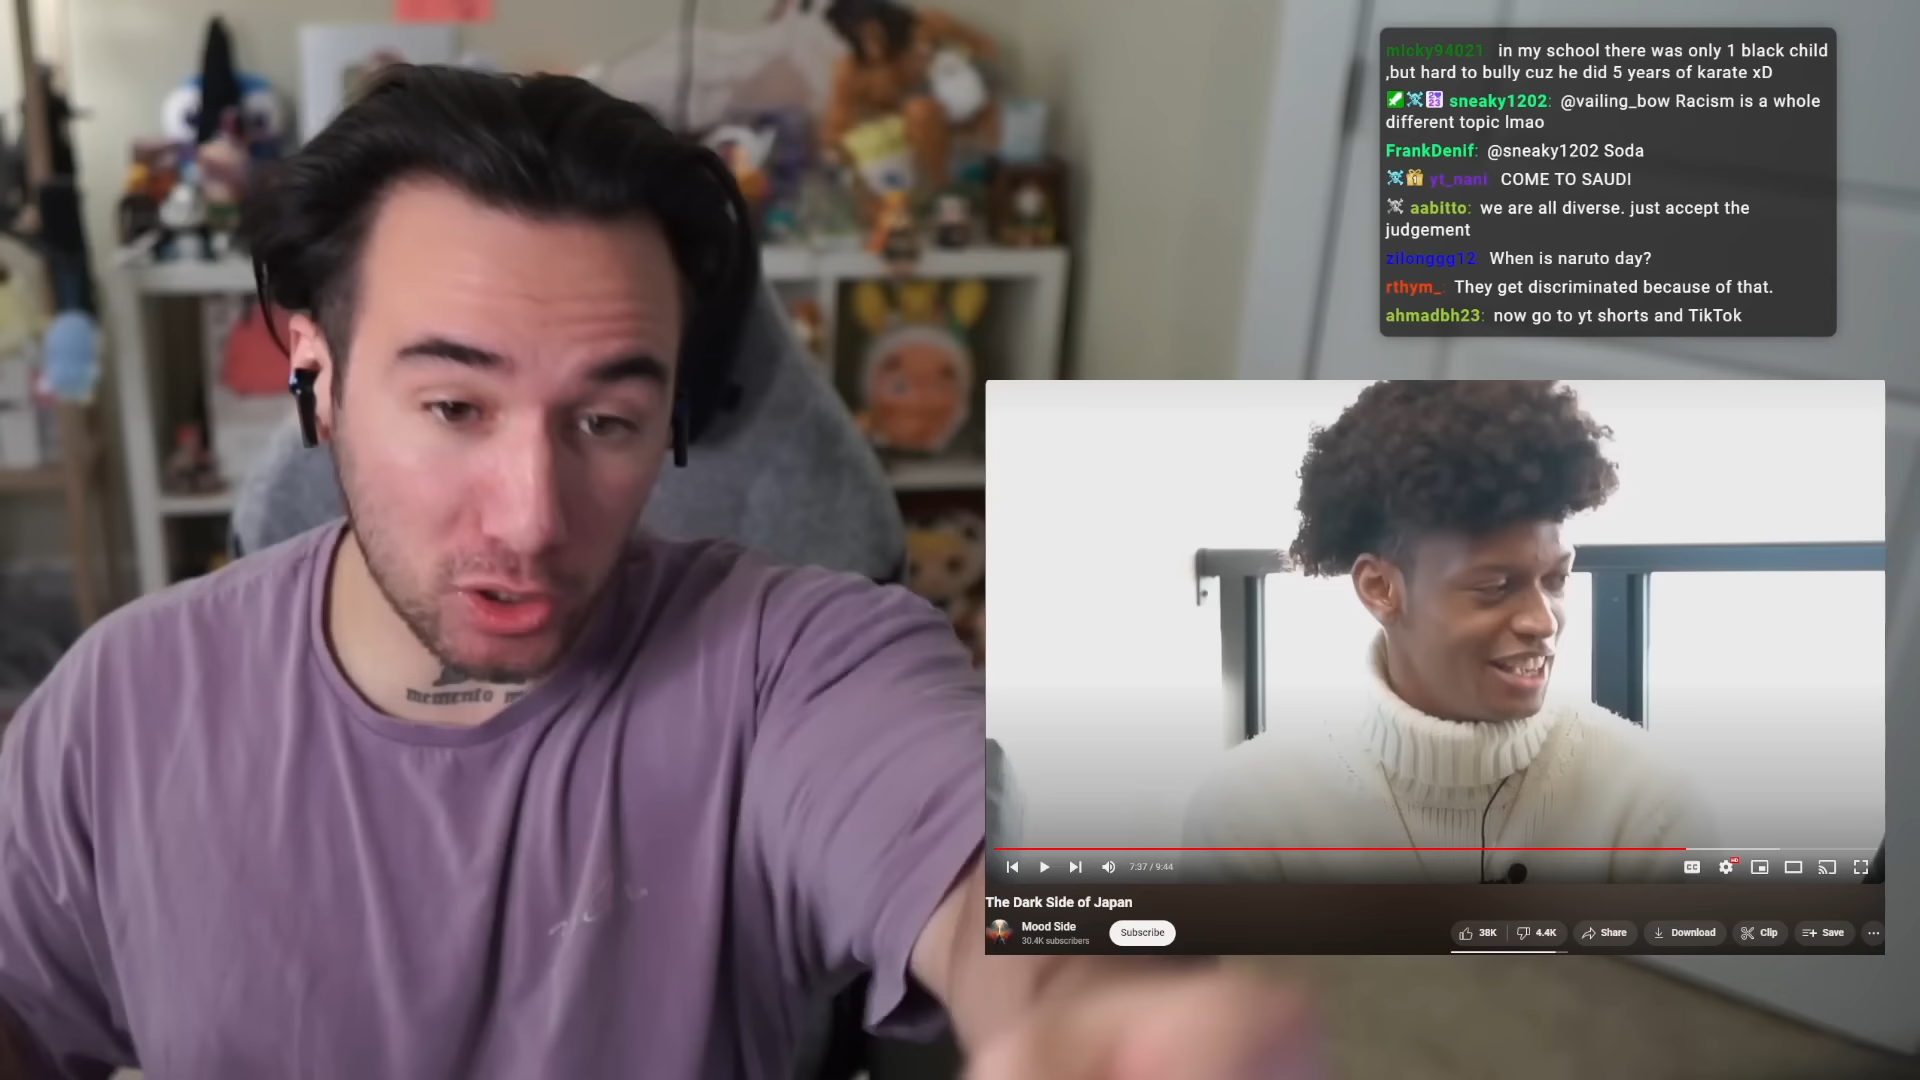 micky94021 in my school there was only 1 black child
,but hard to bully cuz he did 5 years of karate xD
sneaky1202: @vailing_bow Racism is a whole
different topic lmao
FrankDenif: @sneaky1202 Soda
yt_nani COME TO SAUDI
aabitto: we are all diverse. just accept the
judgement
zilonggg12 When is naruto day?
rthym_: They get discriminated because of that.
ahmadbh23: now go to yt shorts and TikTok
memento
7:37 / 9:44
CC
HD
The Dark Side of Japan
Mood Side
30.4K subscribers
Subscribe
38K
4.4K
Share
Download
Clip
Save